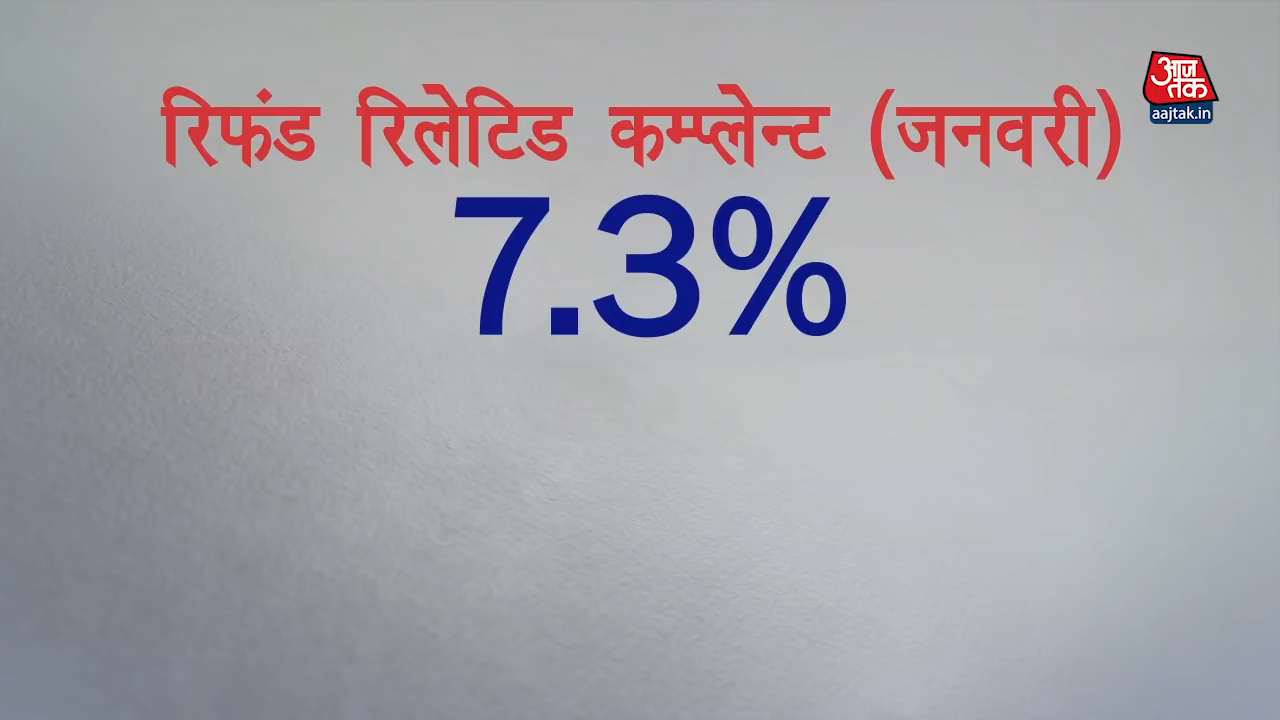 रिफंड रिलेटिड कम्प्लेन्ट (जनवरी)
7.3%
आज
तक
aajtak.in